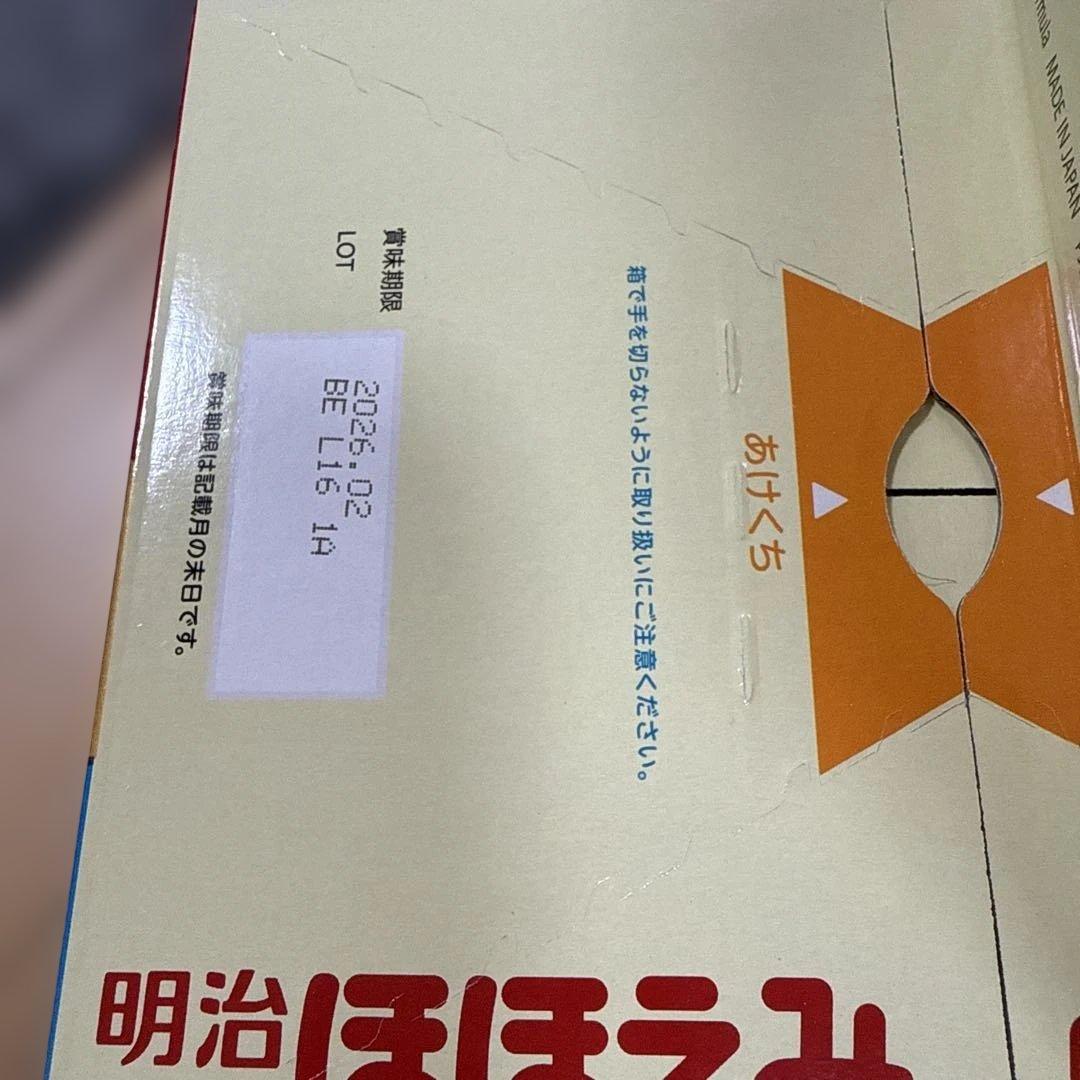 賞味期限 2026.02
LOT BE L16 1A
賞味期限は記載月の末日です。
箱で手を切らないように取り扱いにご注意ください。
あけくち
MADE IN JAPAN
明治ほほえみ